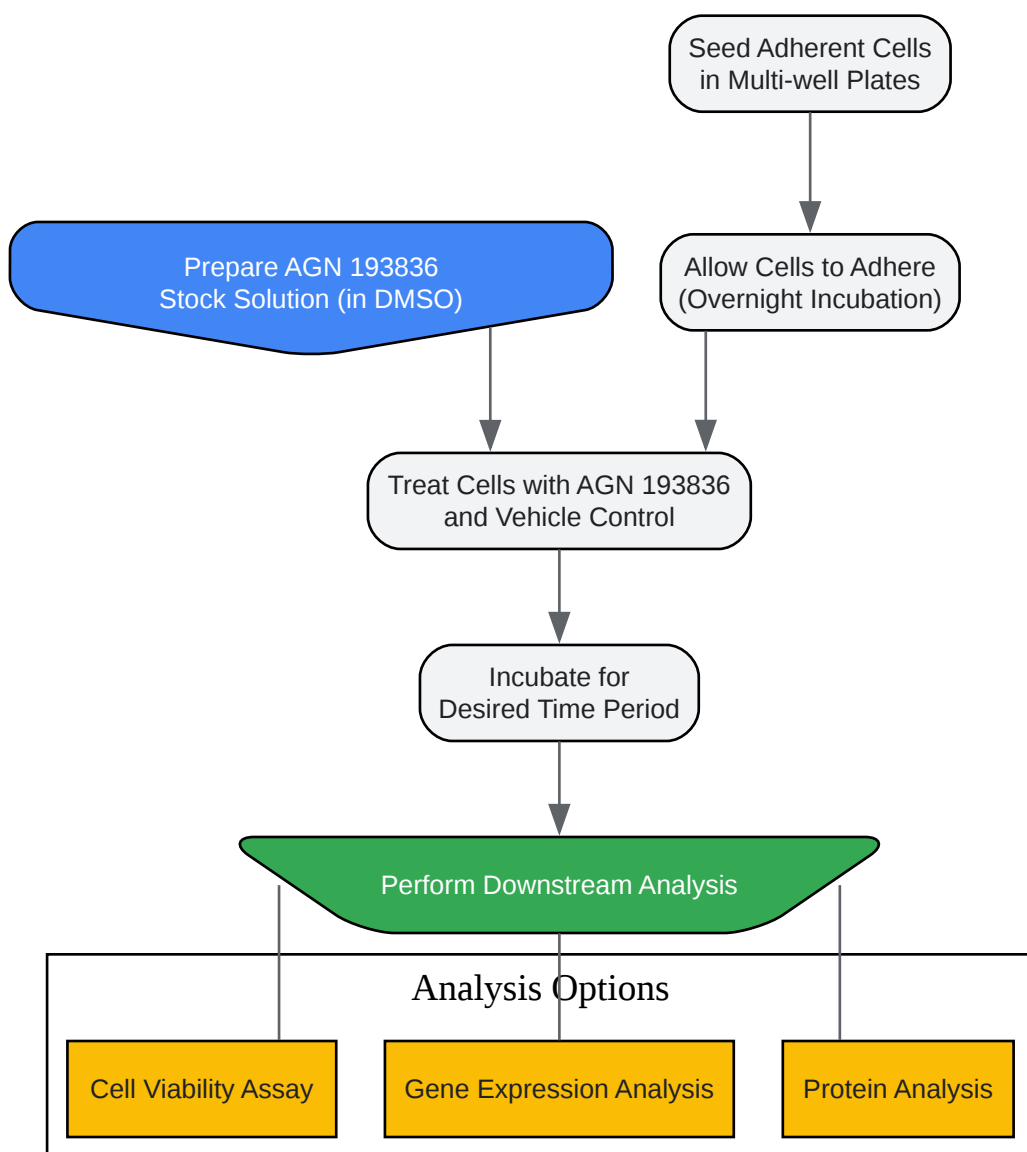 Seed Adherent Cells
in Multi-well Plates
Prepare AGN 193836
Stock Solution (in DMSO)
Allow Cells to Adhere
(Overnight Incubation)
Treat Cells with AGN 193836
and Vehicle Control
Incubate for
Desired Time Period
Perform Downstream Analysis
Analysis Options
Cell Viability Assay
Gene Expression Analysis
Protein Analysis